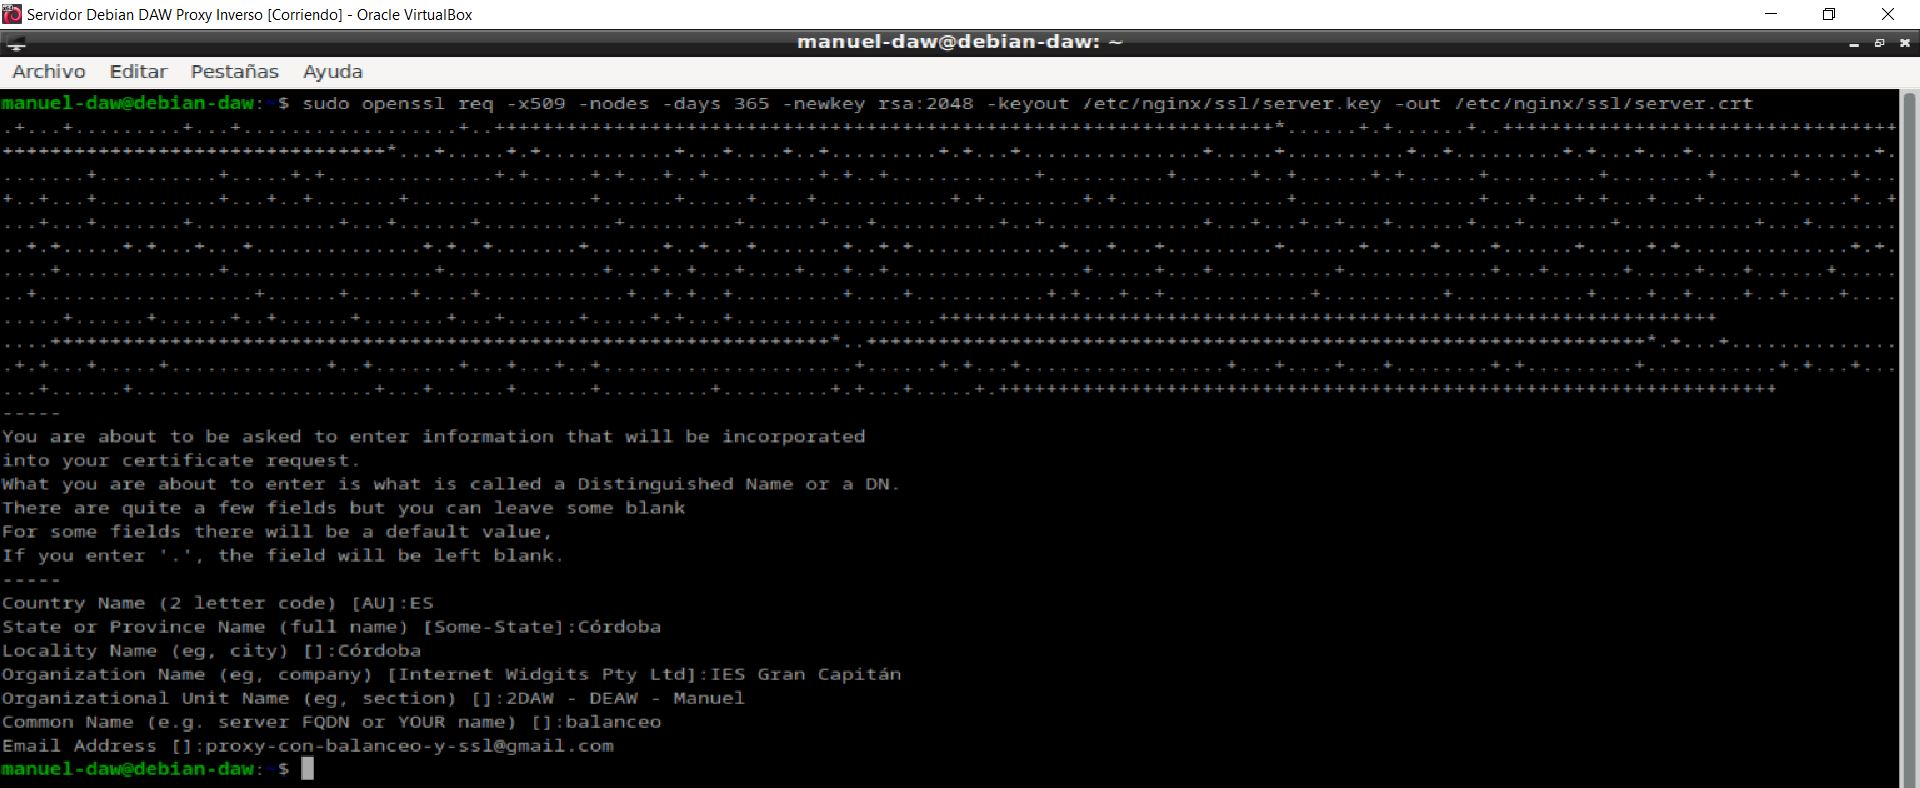 Servidor Debian DAW Proxy Inverso [Corriendo] - Oracle VirtualBox
manuel-daw@debian-daw: ~
Archivo Editar Pestañas Ayuda
manuel-daw@debian-daw:~$ sudo openssl req -x509 -nodes -days 365 -newkey rsa:2048 -keyout /etc/nginx/ssl/server.key -out /etc/nginx/ssl/server.crt
-----
You are about to be asked to enter information that will be incorporated
into your certificate request.
What you are about to enter is what is called a Distinguished Name or a DN.
There are quite a few fields but you can leave some blank
For some fields there will be a default value,
If you enter '.', the field will be left blank.
-----
Country Name (2 letter code) [AU]:ES
State or Province Name (full name) [Some-State]:Córdoba
Locality Name (eg, city) []:Córdoba
Organization Name (eg, company) [Internet Widgits Pty Ltd]:IES Gran Capitán
Organizational Unit Name (eg, section) []:2DAW - DEAW - Manuel
Common Name (e.g. server FQDN or YOUR name) []:balanceo
Email Address []:proxy-con-balanceo-y-ssl@gmail.com
manuel-daw@debian-daw:~$